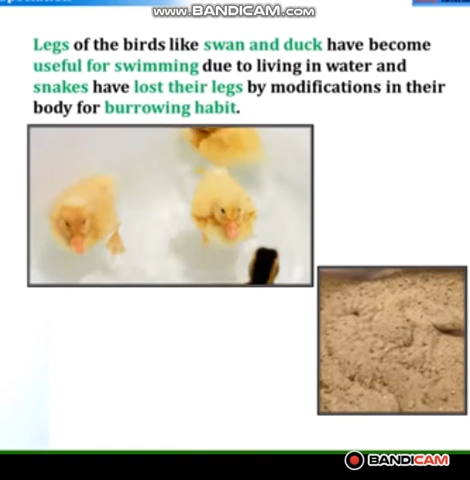 www.BANDICAM.com
Legs of the birds like swan and duck have become
useful for swimming due to living in water and
snakes have lost their legs by modifications in their
body for burrowing habit.
BANDICAM